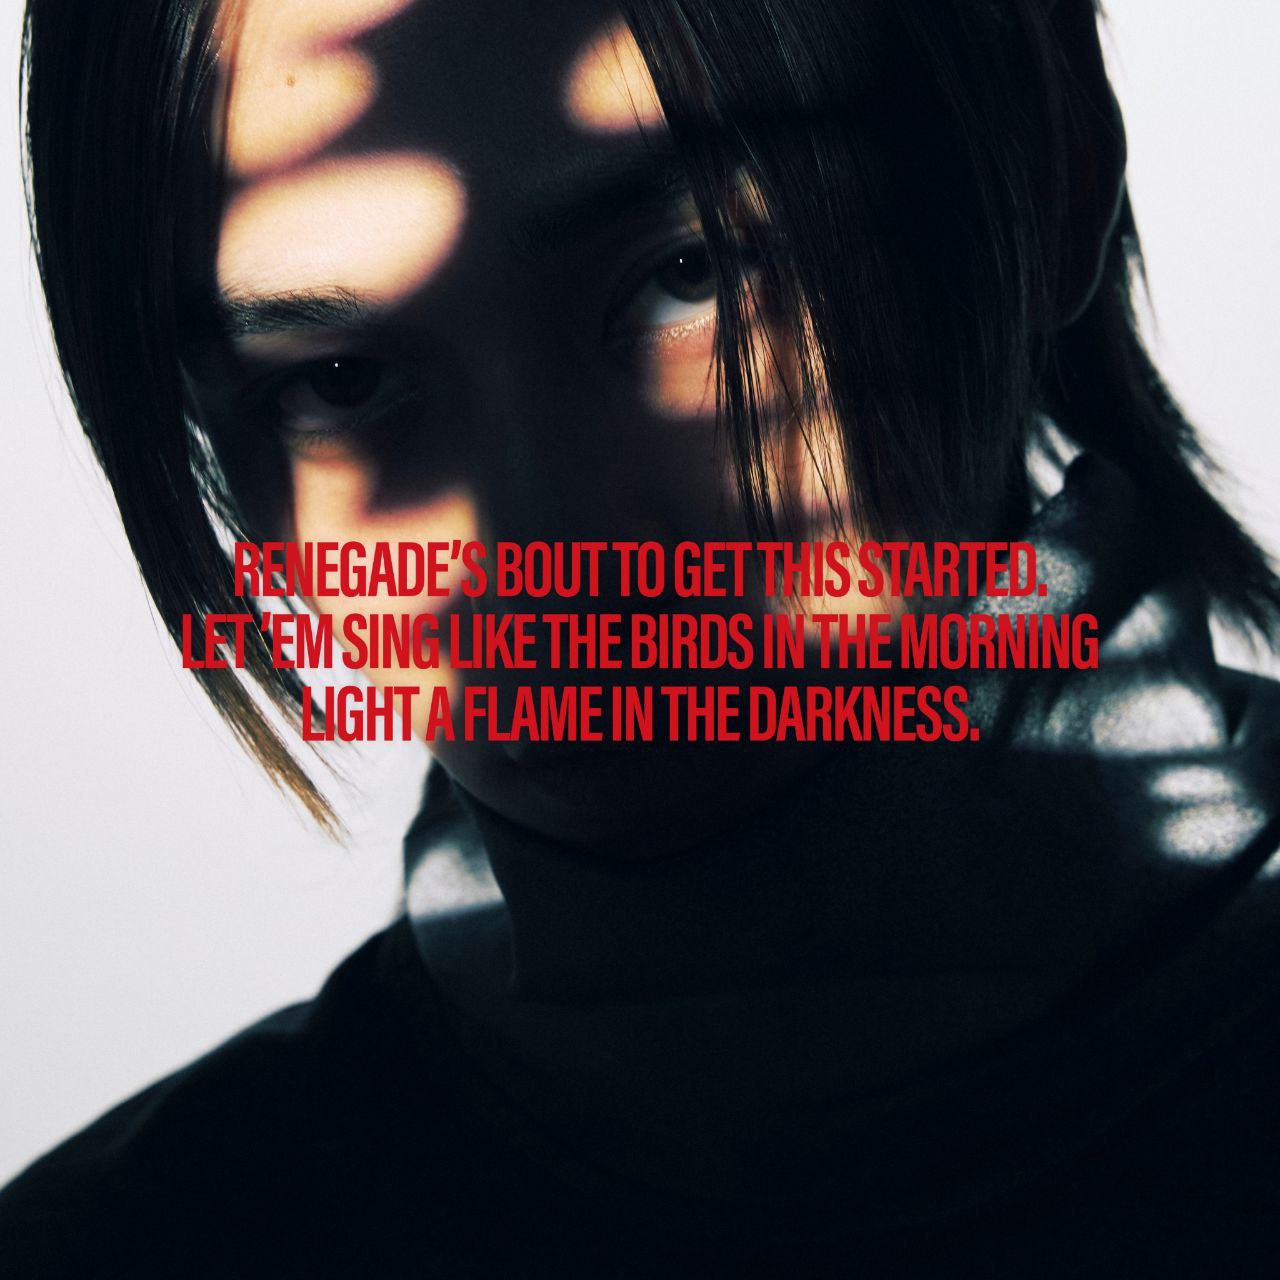 RENEGADE’S BOUT TO GET THIS STARTED.
LET ’EM SING LIKE THE BIRDS IN THE MORNING
LIGHT A FLAME IN THE DARKNESS.